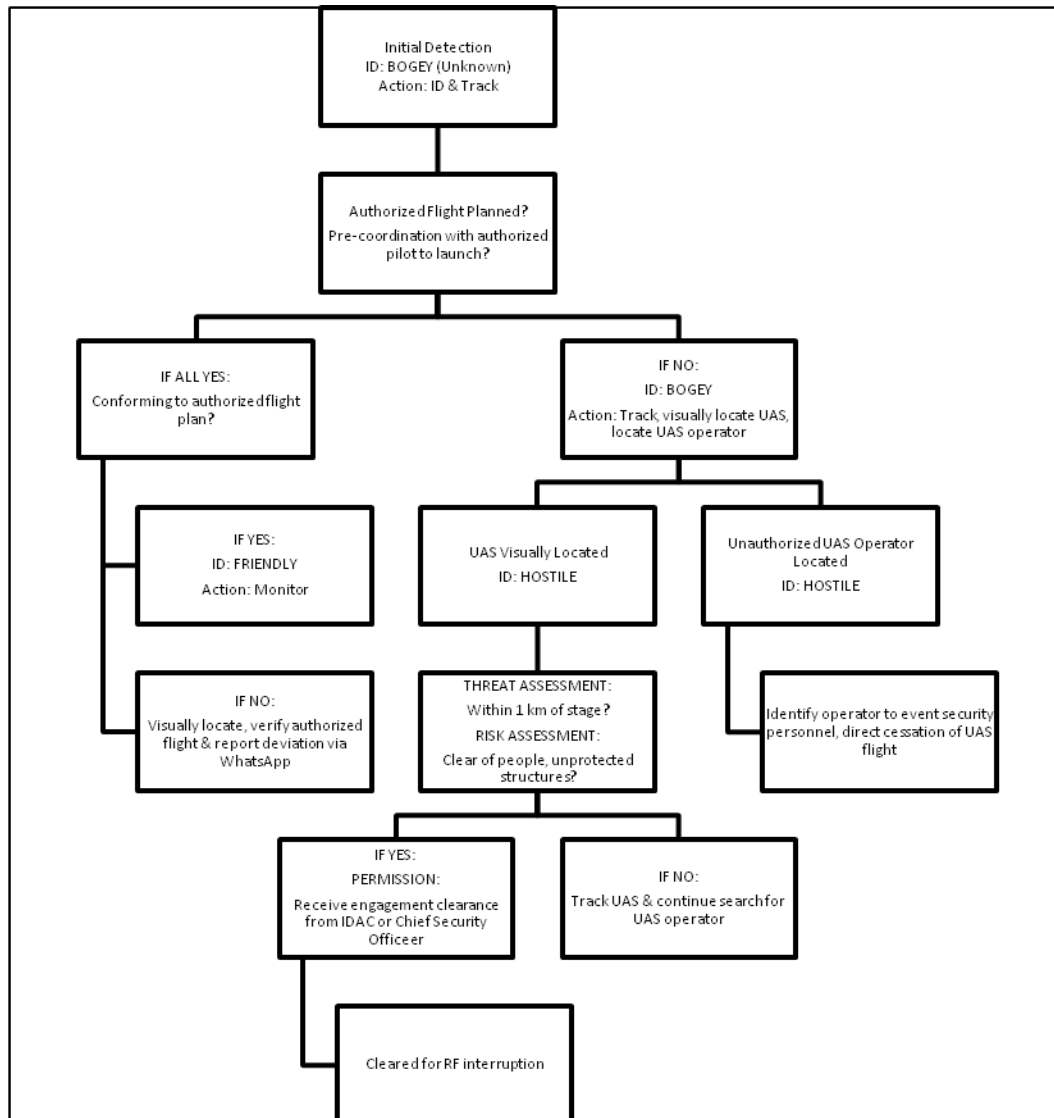 Initial Detection
ID: BOGEY (Unknown)
Action: ID & Track
Authorized Flight Planned?
Pre-coordination with authorized
pilot to launch?
IF ALL YES:
Conforming to authorized flight
plan?
IF NO:
ID: BOGEY
Action: Track, visually locate UAS,
locate UAS operator
IF YES:
ID: FRIENDLY
Action: Monitor
UAS Visually Located
ID: HOSTILE
Unauthorized UAS Operator
Located
ID: HOSTILE
IF NO:
Visually locate, verify authorized
flight & report deviation via
WhatsApp
THREAT ASSESSMENT:
Within 1 km of stage?
RISK ASSESSMENT:
Clear of people, unprotected
structures?
Identify operator to event security
personnel, direct cessation of UAS
flight
IF YES:
PERMISSION:
Receive engagement clearance
from IDAC or Chief Security
Officeer
IF NO:
Track UAS & continue search for
UAS operator
Cleared for RF interruption